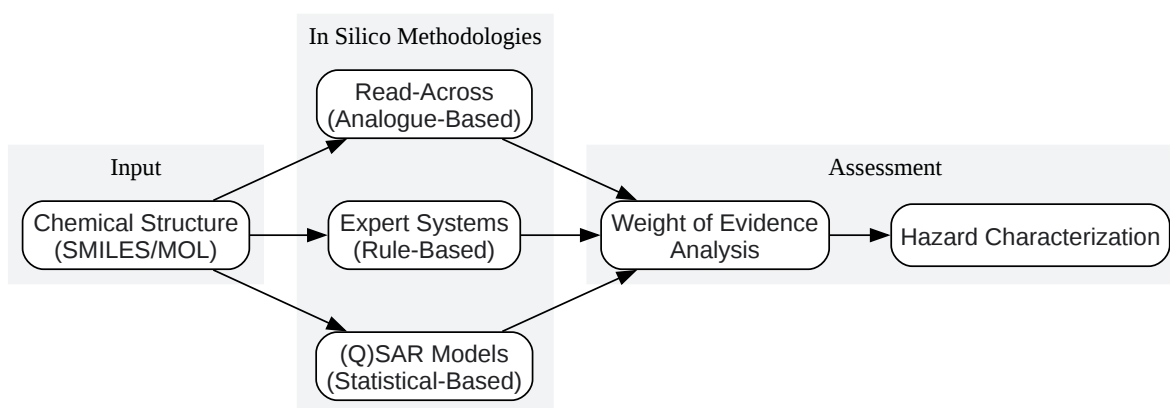 In Silico Methodologies
Read-Across
(Analogue-Based)
Input
Assessment
Chemical Structure
(SMILES/MOL)
Expert Systems
(Rule-Based)
Weight of Evidence
Analysis
Hazard Characterization
(Q)SAR Models
(Statistical-Based)